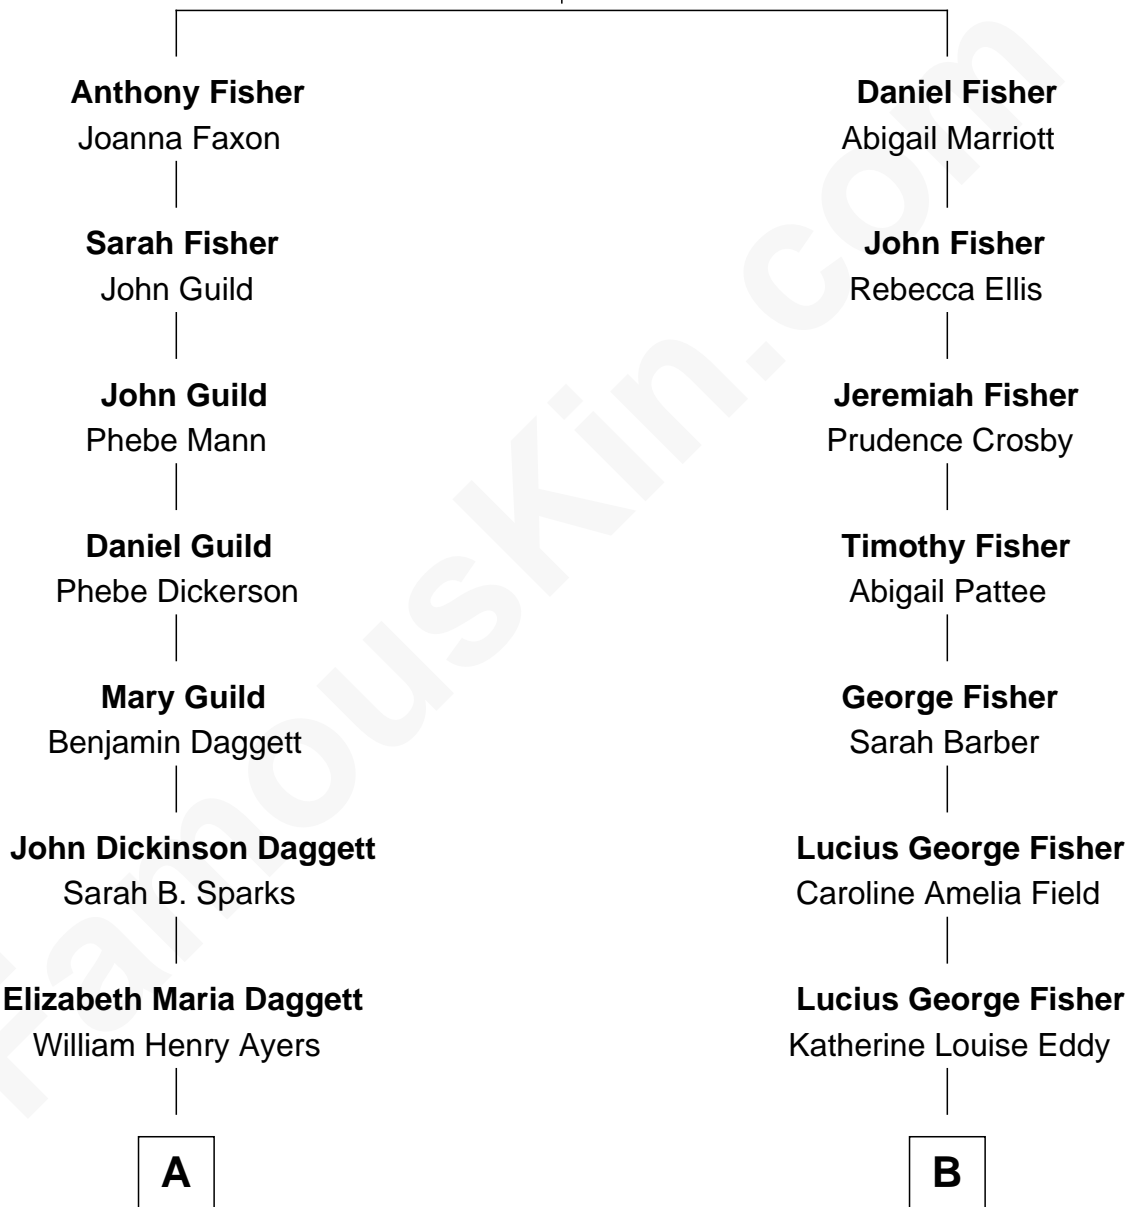 Anthony Fisher
Joanna Faxon
Sarah Fisher
John Guild
John Guild
Phebe Mann
Daniel Guild
Phebe Dickerson
Mary Guild
Benjamin Daggett
John Dickinson Daggett
Sarah B. Sparks
Elizabeth Maria Daggett
William Henry Ayers
A
Daniel Fisher
Abigail Marriott
John Fisher
Rebecca Ellis
Jeremiah Fisher
Prudence Crosby
Timothy Fisher
Abigail Pattee
George Fisher
Sarah Barber
Lucius George Fisher
Caroline Amelia Field
Lucius George Fisher
Katherine Louise Eddy
B
FamousKin.com